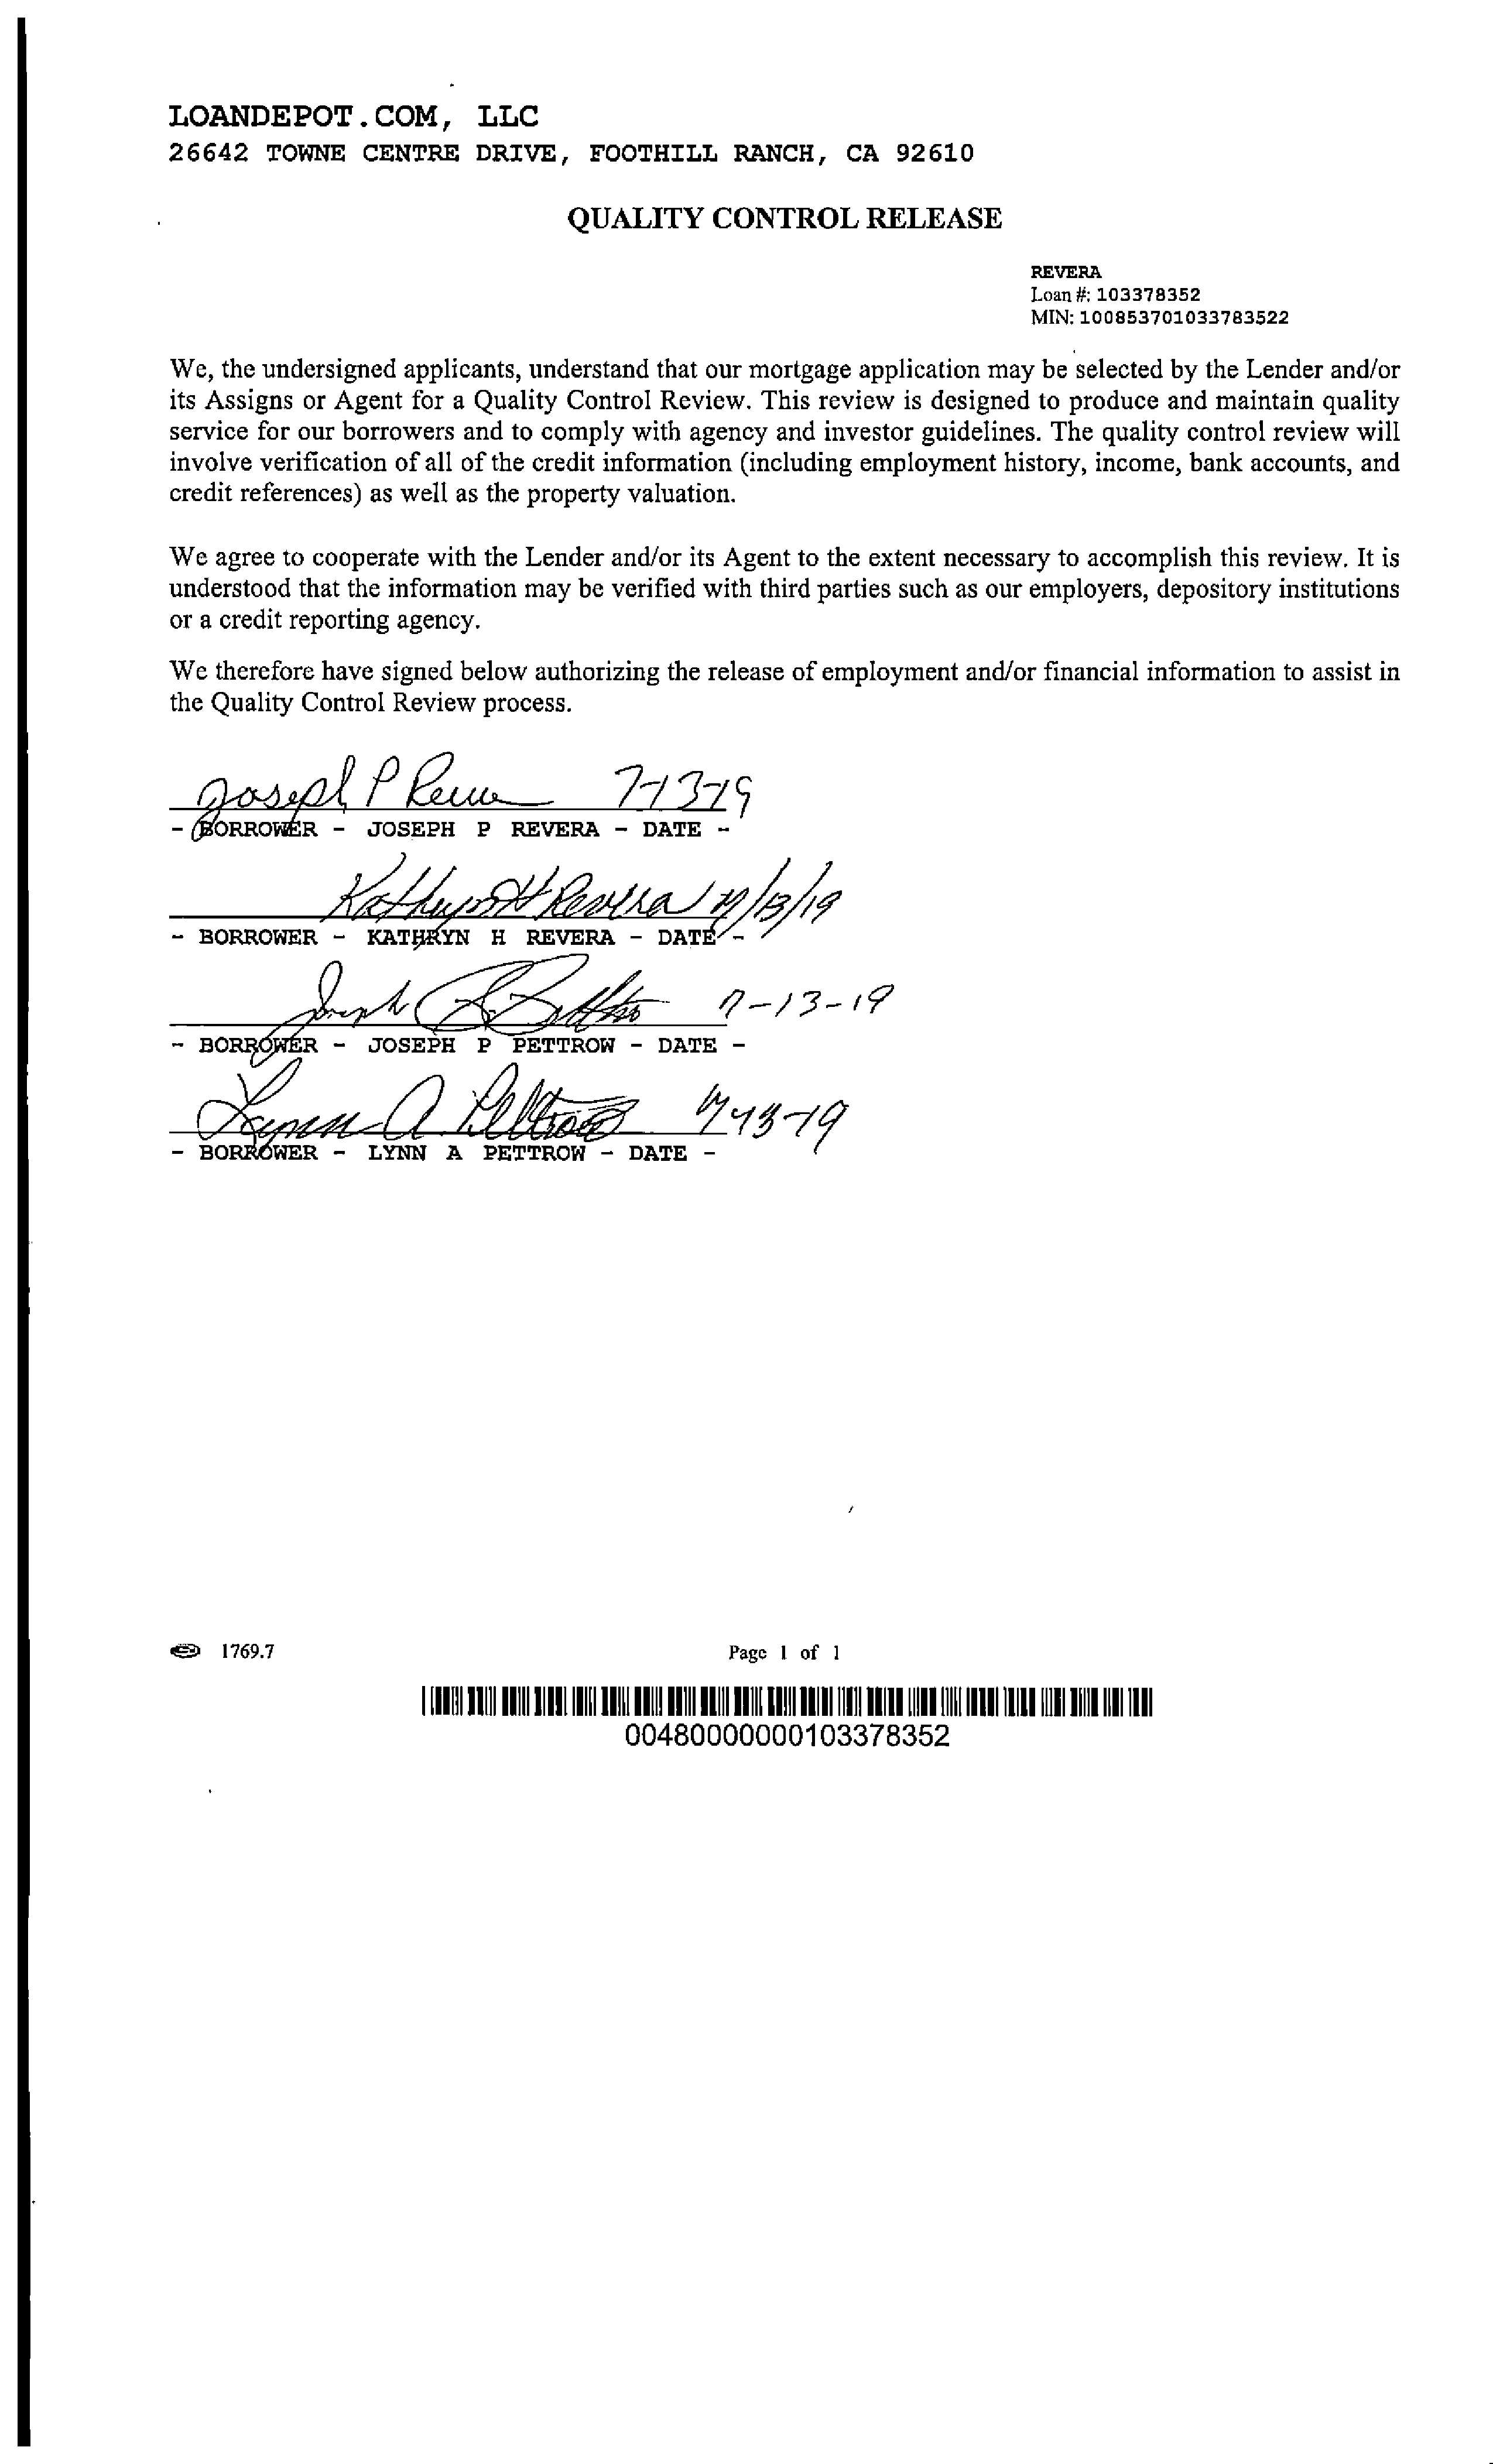 LOANDEPOT.COM, LLC
26642 TOWNE CENTRE DRIVE, FOOTHILL RANCH, CA 92610
QUALITY CONTROL RELEASE
REVERA
Loan #: 103378352
MIN: 100853701033783522
We, the undersigned applicants, understand that our mortgage application may be selected by the Lender and/or
its Assigns or Agent for a Quality Control Review. This review is designed to produce and maintain quality
service for our borrowers and to comply with agency and investor guidelines. The quality control review will
involve verification of all of the credit information (including employment history, income, bank accounts, and
credit references) as well as the property valuation.
We agree to cooperate with the Lender and/or its Agent to the extent necessary to accomplish this review. It is
understood that the information may be verified with third parties such as our employers, depository institutions
or a credit reporting agency.
We therefore have signed below authorizing the release of employment and/or financial information to assist in
the Quality Control Review process.
Joseph P Revera 7-13-19
- BORROWER - JOSEPH P REVERA - DATE -
Kathryn H Revera 7/13/19
- BORROWER - KATHRYN H REVERA - DATE -
Joseph P Pettrow 7-13-19
- BORROWER - JOSEPH P PETTROW - DATE -
Lynn A Pettrow 7-13-19
- BORROWER - LYNN A PETTROW - DATE -
1769.7
Page 1 of 1
00480000000103378352